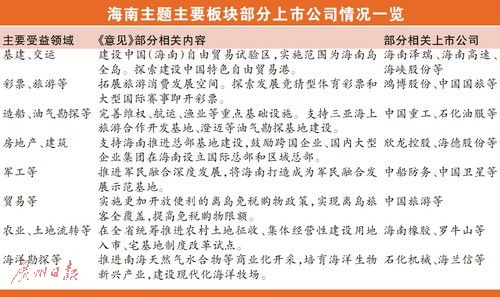 海南主题主要板块部分上市公司情况一览
主要受益领域 《意见》部分相关内容 部分相关上市公司
基建、交运 建设中国(海南)自由贸易试验区，实施范围为海南岛 海南泽瑞、海南高速、
全岛。探索建设中国特色自由贸易港。 海峡股份等
彩票、旅游等 拓展旅游消费发展空间。探索发展竞猜型体育彩票和 鸿博股份、中国国旅等
大型国际赛事即开彩票。
造船、油气勘探等 完善维权、航运、渔业等重点基础设施。支持三亚海上 中国重工、石化油服等
旅游合作开发基地、澄迈等油气勘探基地建设。
房地产、建筑 支持海南推进总部基地建设，鼓励跨国企业、国内大型 欣龙控股、海德股份等
企业集团在海南设立国际总部和区域总部。
军工等 推进军民融合深度发展，将海南打造成为军民融合发 中船防务、中国卫星等
展示范基地。
贸易等 实施更加开放便利的离岛免税购物政策，实现离岛旅 中国国旅等
客全覆盖，提高免税购物限额。
农业、土地流转等 在全省统筹推进农村土地征收、集体经营性建设用地 海南橡胶、罗牛山等
入市、宅基地制度改革试点。
海洋勘探等 推进南海天然气水合物等商业化开采，培育海洋生物 石化机械、海兰信等
新兴产业，建设现代化海洋牧场。
广州日报